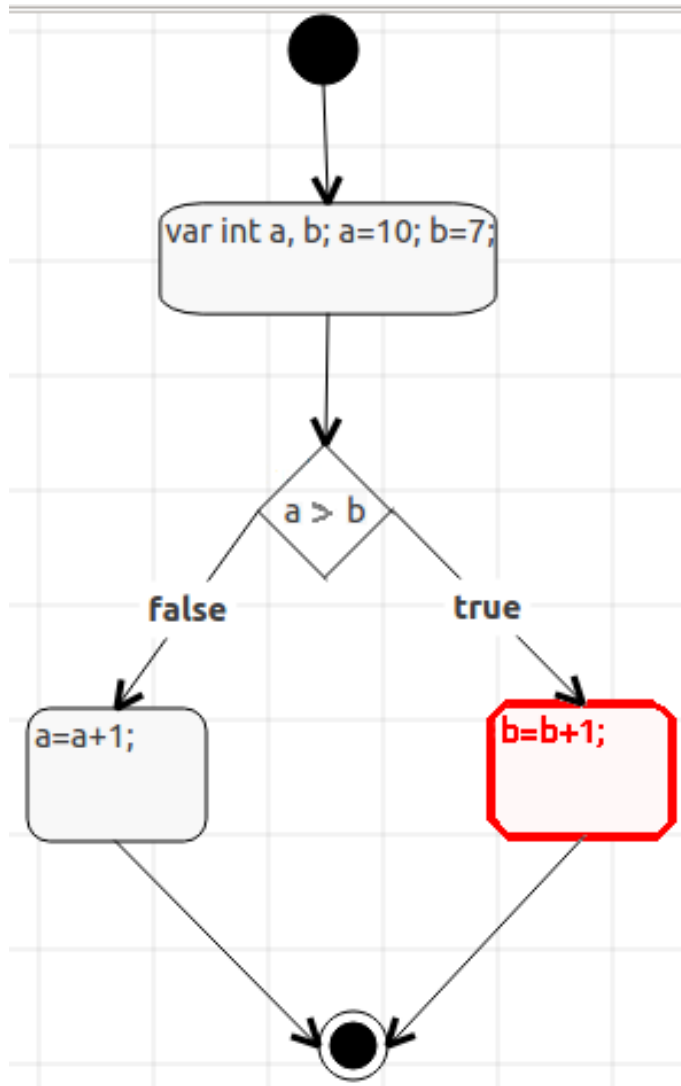 var int a, b; a=10; b=7;
a > b
false
true
a=a+1;
b=b+1;